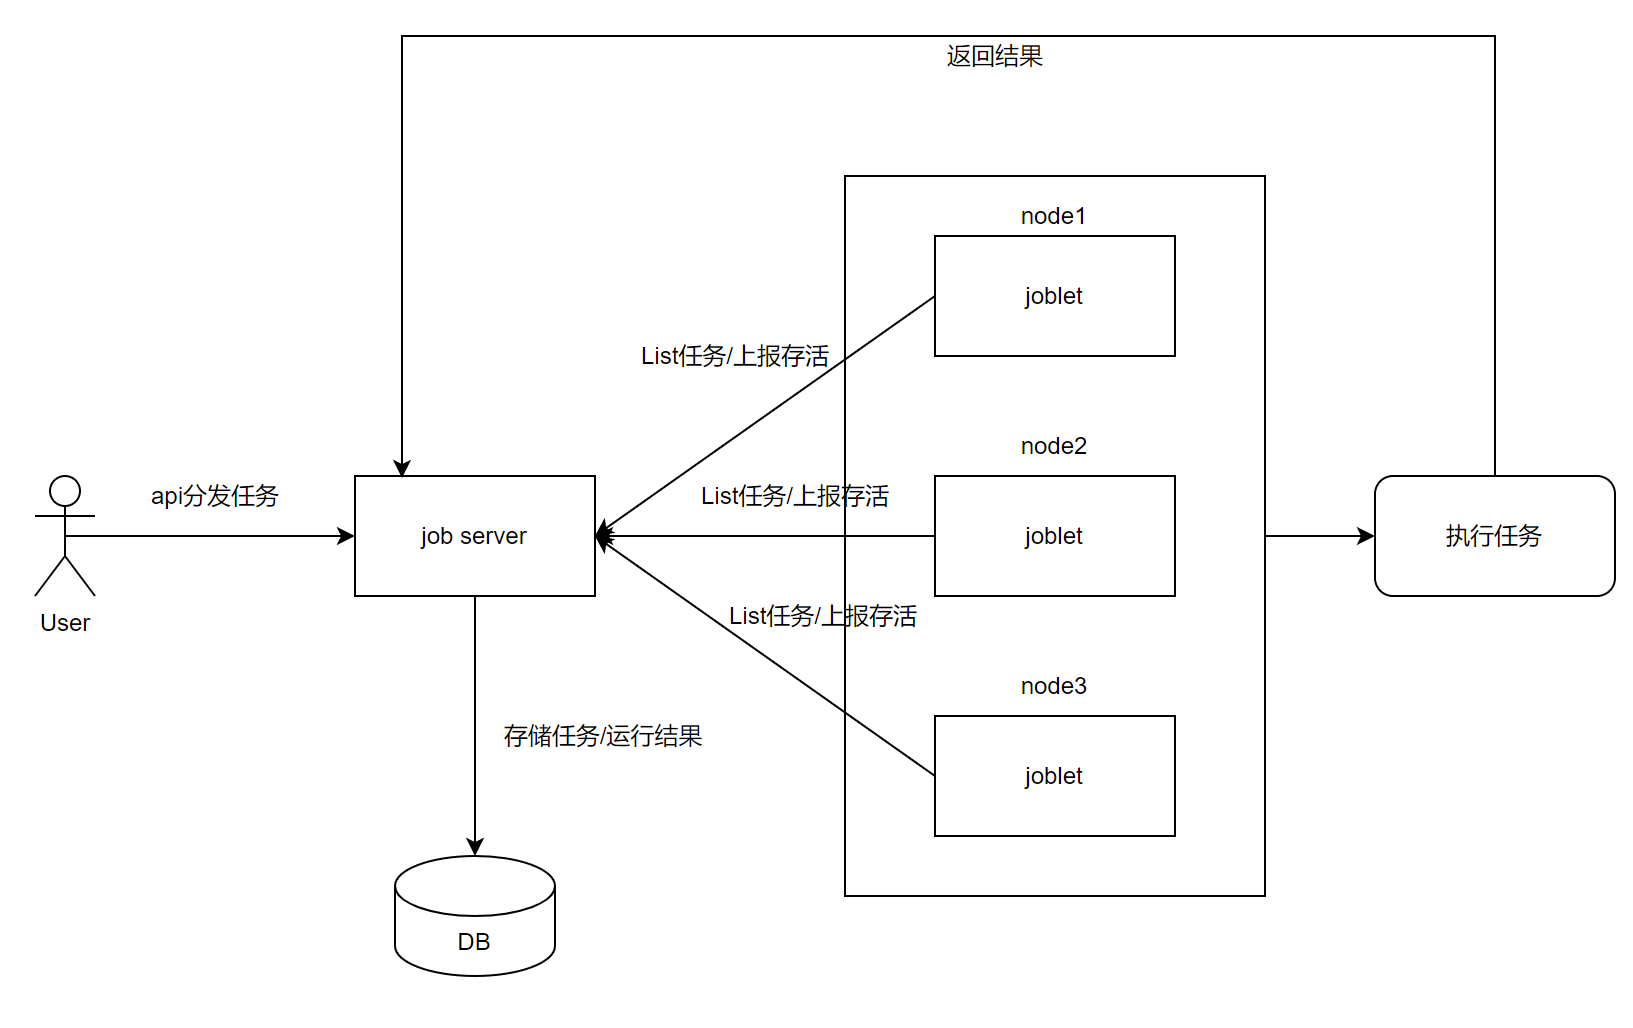 返回结果
node1
joblet
List任务/上报存活
node2
api分发任务
List任务/上报存活
job server
joblet
执行任务
User
List任务/上报存活
node3
存储任务/运行结果
joblet
DB